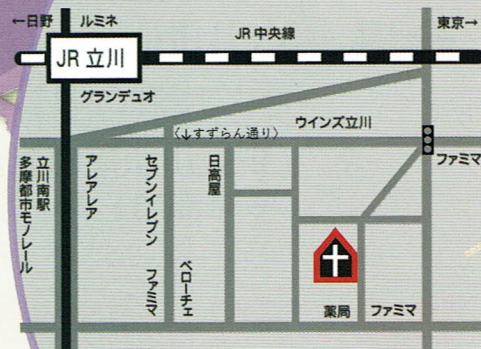 ←日野
ルミネ
JR 中央線
東京→
JR 立川
グランデュオ
ウインズ立川
〈↓すずらん通り〉
ファミマ
立川南駅
多摩都市モノレール
アレアレア
セブンイレブン
ファミマ
ベローチェ
日高屋
薬局
ファミマ